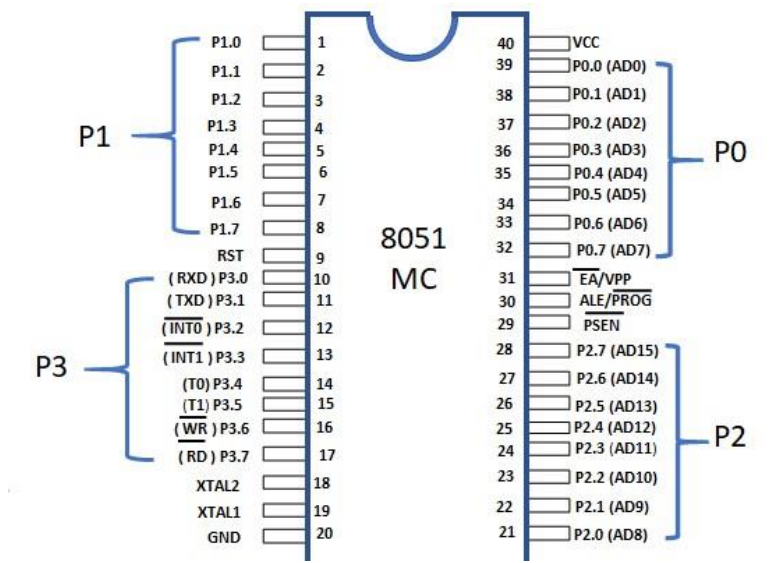 P1
P1.0 1
P1.1 2
P1.2 3
P1.3 4
P1.4 5
P1.5 6
P1.6 7
P1.7 8
RST 9
P3
(RXD) P3.0 10
(TXD) P3.1 11
(INT0) P3.2 12
(INT1) P3.3 13
(T0) P3.4 14
(T1) P3.5 15
(WR) P3.6 16
(RD) P3.7 17
XTAL2 18
XTAL1 19
GND 20
8051
MC
40 VCC
39 P0.0 (AD0)
38 P0.1 (AD1)
37 P0.2 (AD2)
36 P0.3 (AD3)
35 P0.4 (AD4)
34 P0.5 (AD5)
33 P0.6 (AD6)
32 P0.7 (AD7)
P0
31 EA/VPP
30 ALE/PROG
29 PSEN
28 P2.7 (AD15)
27 P2.6 (AD14)
26 P2.5 (AD13)
25 P2.4 (AD12)
24 P2.3 (AD11)
23 P2.2 (AD10)
22 P2.1 (AD9)
21 P2.0 (AD8)
P2